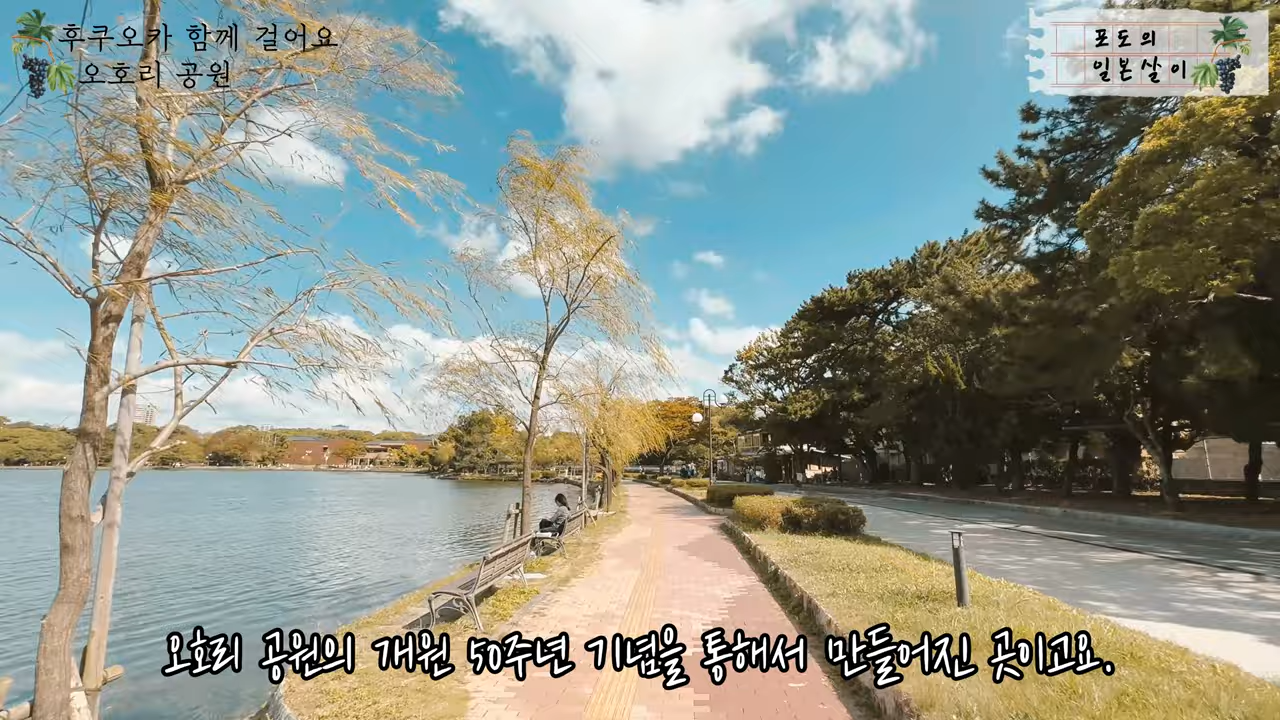 후쿠오카 함께 걸어요
오호리 공원
포도의
일본살이
오호리 공원의 개원 50주년 기념을 통해서 만들어진 곳이고요.